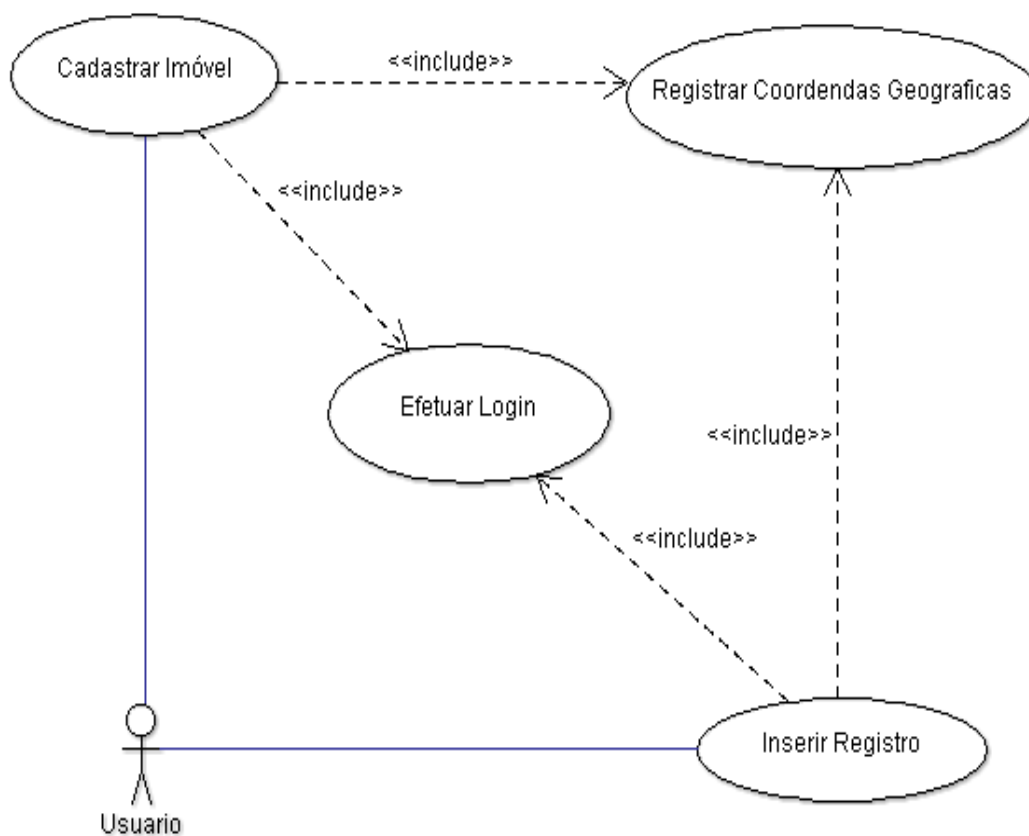 Cadastrar Imóvel
<<include>>
Registrar Coordendas Geograficas
<<include>>
Efetuar Login
<<include>>
<<include>>
Inserir Registro
Usuario